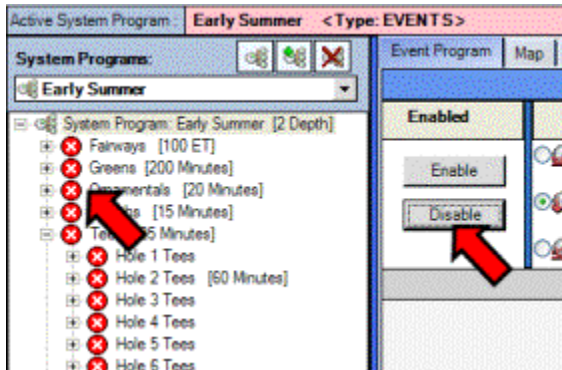 Active System Program : Early Summer <Type: EVENTS>
System Programs:
Early Summer
System Program: Early Summer [2 Depth]
Fairways [100 ET]
Greens [200 Minutes]
Ornamentals [20 Minutes]
[15 Minutes]
Minutes]
Hole 1 Tees
Hole 2 Tees [60 Minutes]
Hole 3 Tees
Hole 4 Tees
Hole 5 Tees
Hole 6 Tees
Event Program Map
Enabled
Enable
Disable